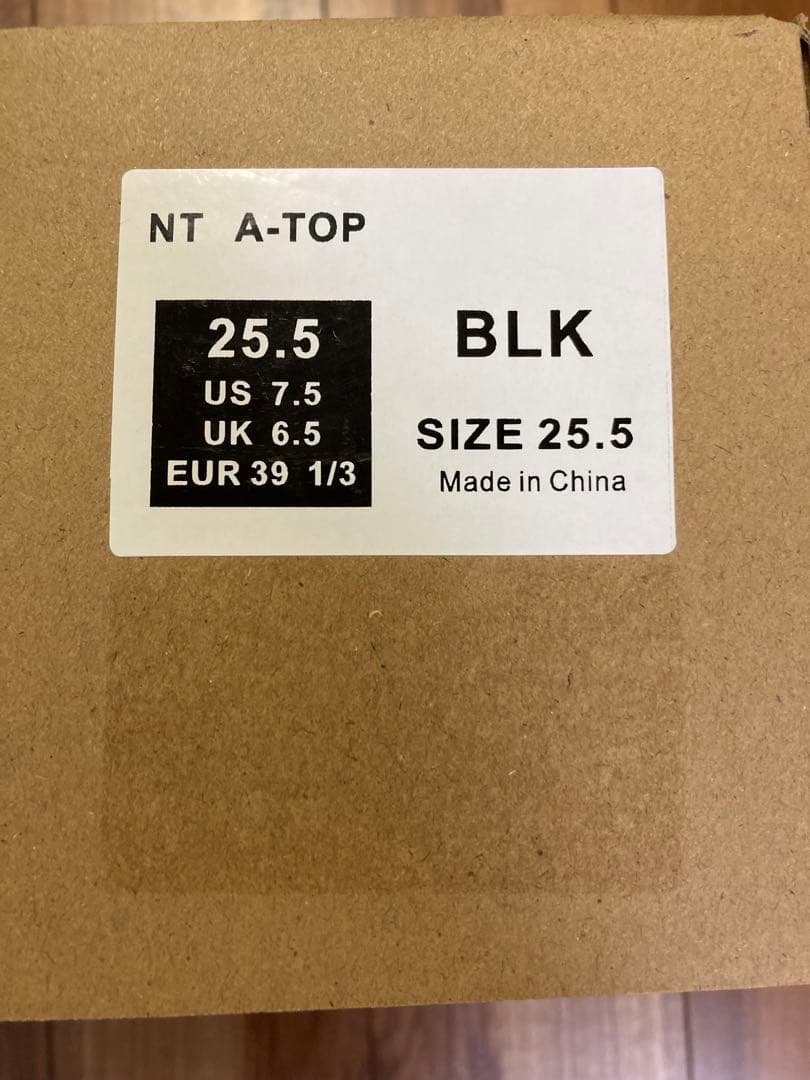 NT A-TOP
25.5
US 7.5
UK 6.5
EUR 39 1/3
BLK
SIZE 25.5
Made in China